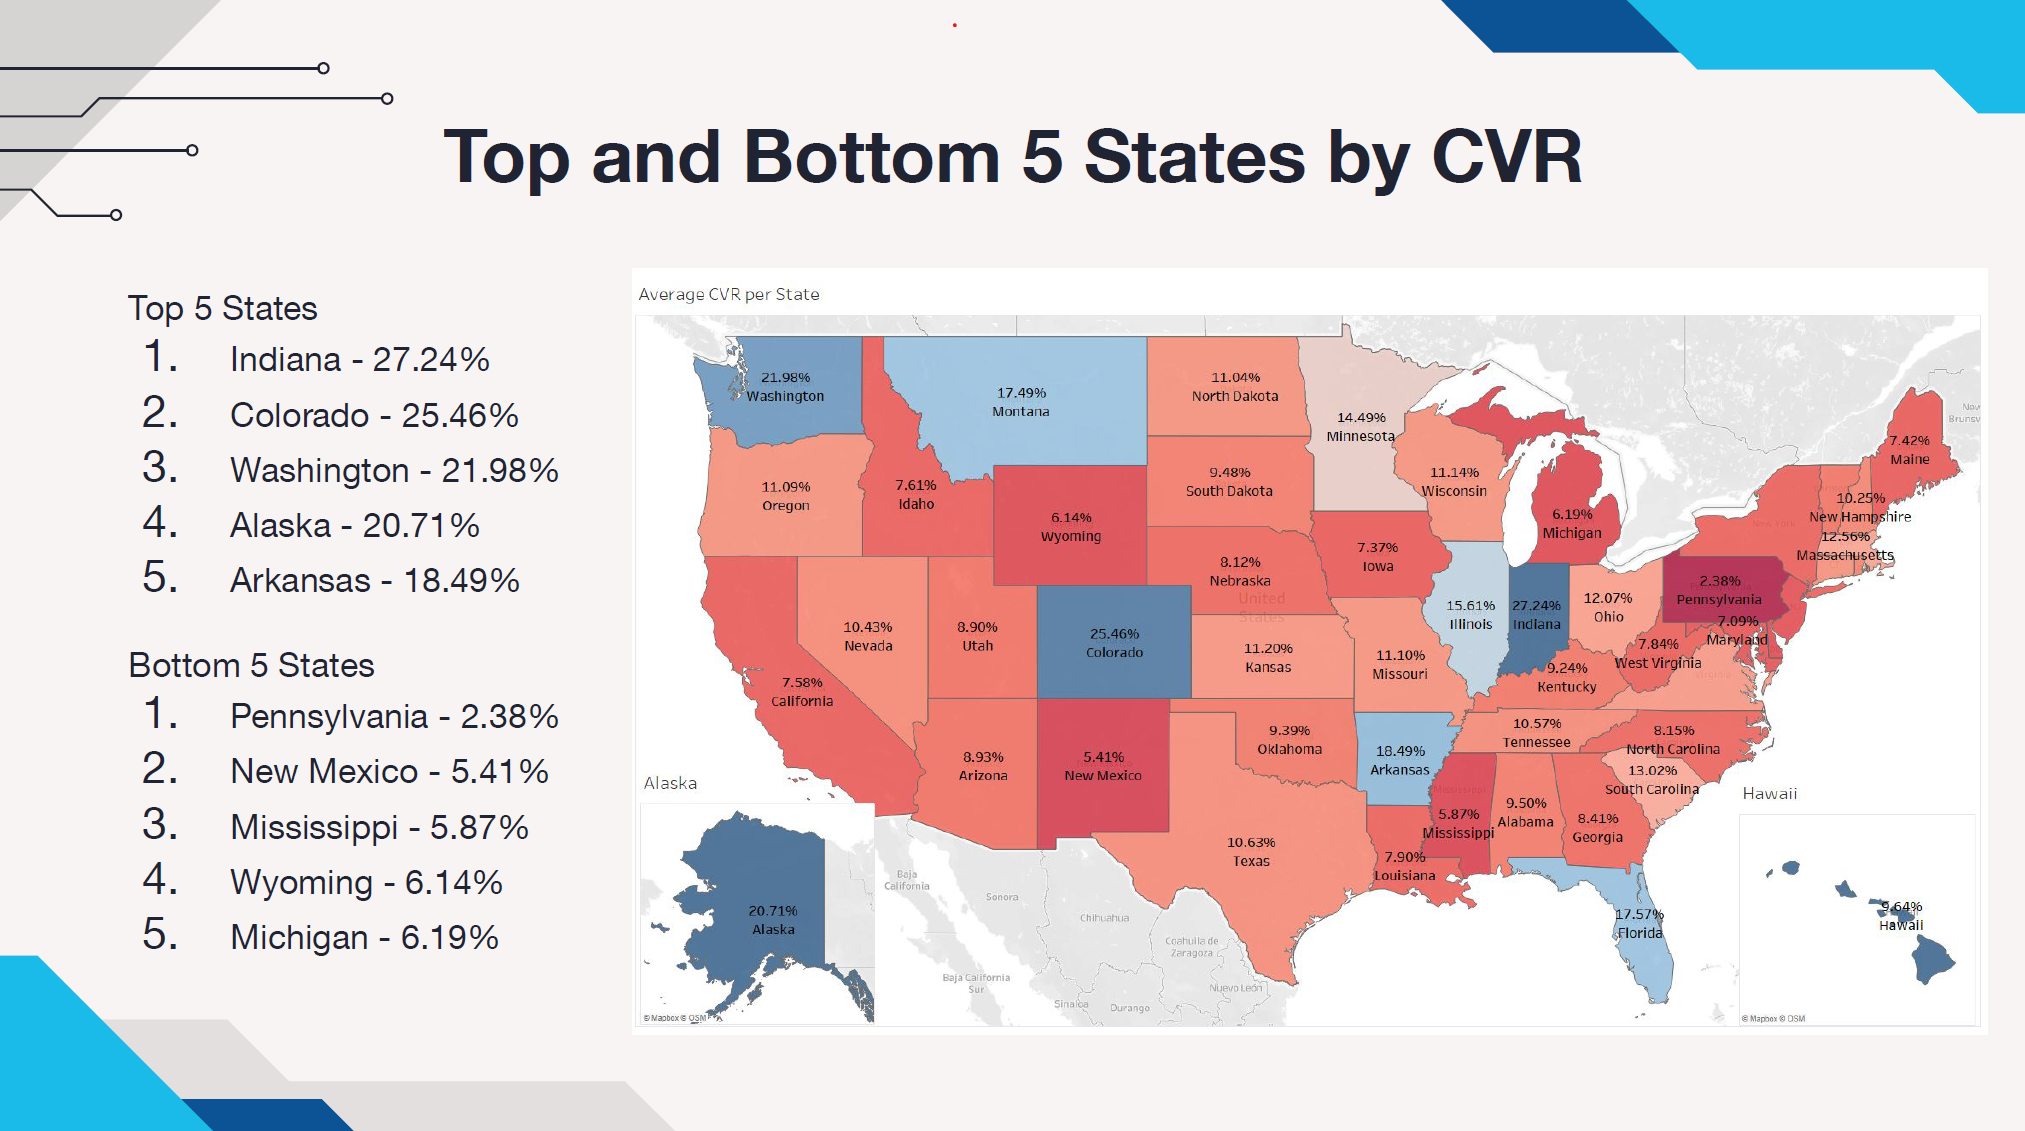 Top and Bottom 5 States by CVR
Top 5 States
1. Indiana - 27.24%
2. Colorado - 25.46%
3. Washington - 21.98%
4. Alaska - 20.71%
5. Arkansas - 18.49%
Bottom 5 States
1. Pennsylvania - 2.38%
2. New Mexico - 5.41%
3. Mississippi - 5.87%
4. Wyoming - 6.14%
5. Michigan - 6.19%
Average CVR per State
21.98%
Washington
17.49%
Montana
11.04%
North Dakota
14.49%
Minnesota
11.09%
Oregon
7.61%
Idaho
6.14%
Wyoming
9.48%
South Dakota
11.14%
Wisconsin
6.19%
Michigan
7.42%
Maine
New
Brunsw
10.25%
New Hampshire
12.56%
Massachusetts
New York
8.12%
Nebraska
United
States
7.37%
Iowa
15.61%
Illinois
27.24%
Indiana
12.07%
Ohio
2.38%
Pennsylvania
7.09%
Maryland
7.84%
West Virginia
Virginia
10.43%
Nevada
8.90%
Utah
25.46%
Colorado
11.20%
Kansas
11.10%
Missouri
9.24%
Kentucky
7.58%
California
8.93%
Arizona
5.41%
New Mexico
9.39%
Oklahoma
18.49%
Arkansas
10.57%
Tennessee
8.15%
North Carolina
13.02%
South Carolina
10.63%
Texas
7.90%
Louisiana
Mississippi
5.87%
Mississippi
9.50%
Alabama
8.41%
Georgia
17.57%
Florida
Baja
California
Sonora
Chihuahua
Coahuila de
Zaragoza
Baja California
Sur
Sinaloa
Durango
Nuevo León
Alaska
20.71%
Alaska
© Mapbox © OSM
Hawaii
9.64%
Hawaii
© Mapbox © OSM